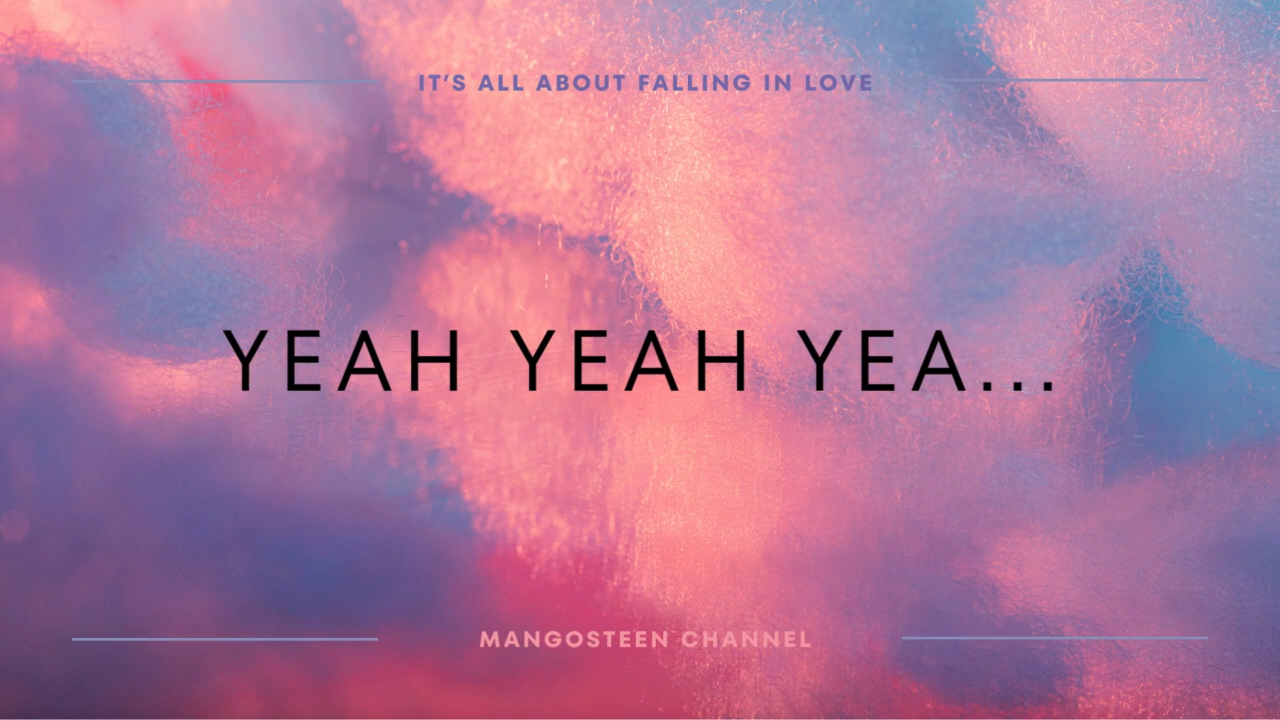 IT'S ALL ABOUT FALLING IN LOVE
YEAH YEAH YEA...
MANGOSTEEN CHANNEL